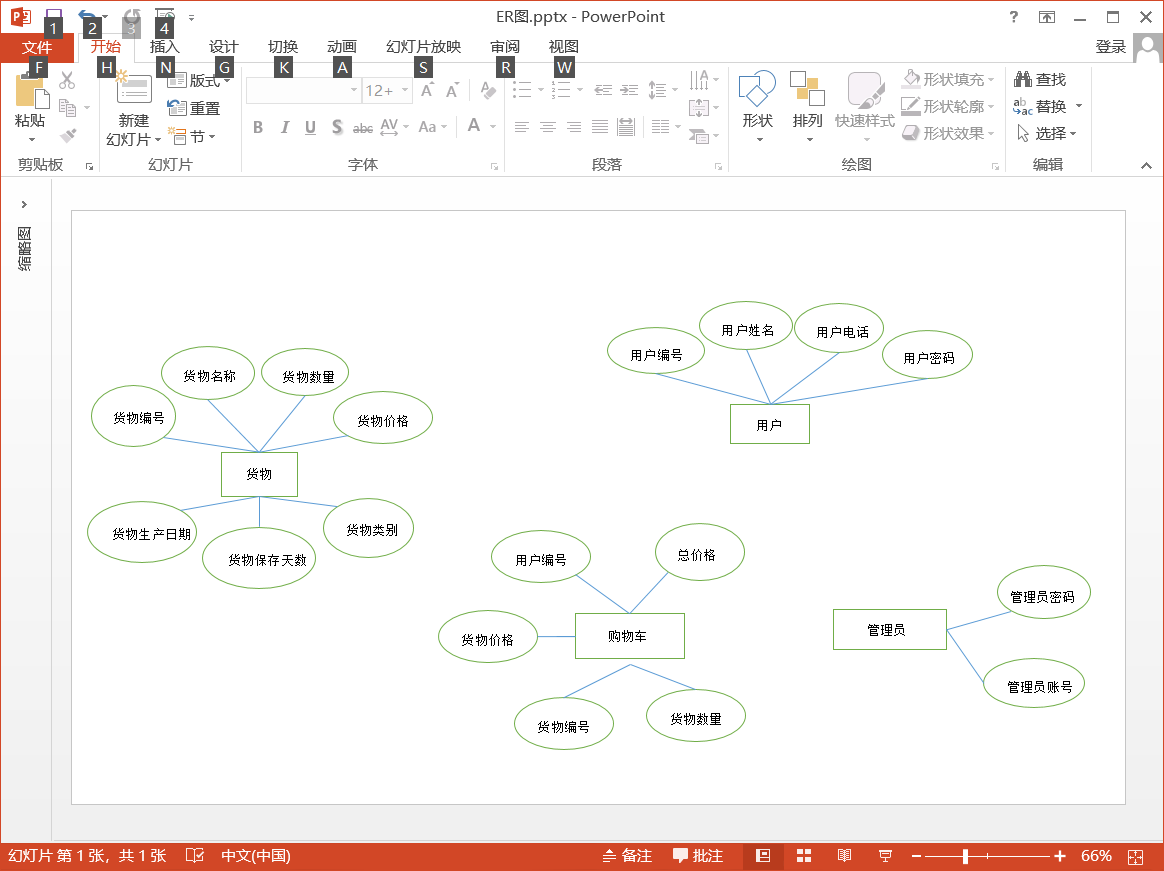 ER图.pptx - PowerPoint
?
1
2
3
4
文件 开始 插入 设计 切换 动画 幻灯片放映 审阅 视图 登录
F H N G K A S R W
粘贴
剪贴板
新建
幻灯片
版式
重置
节
幻灯片
12+ A A
B I U S abc AV Aa A
字体
段落
形状
排列
快速样式
形状填充
形状轮廓
形状效果
绘图
查找
替换
选择
编辑
缩略图
用户姓名
用户电话
用户编号
用户密码
用户
货物名称
货物数量
货物编号
货物价格
货物
货物生产日期
货物保存天数
货物类别
用户编号
总价格
货物价格
购物车
货物编号
货物数量
管理员密码
管理员
管理员账号
幻灯片 第 1 张，共 1 张 中文(中国) 备注 批注 66%